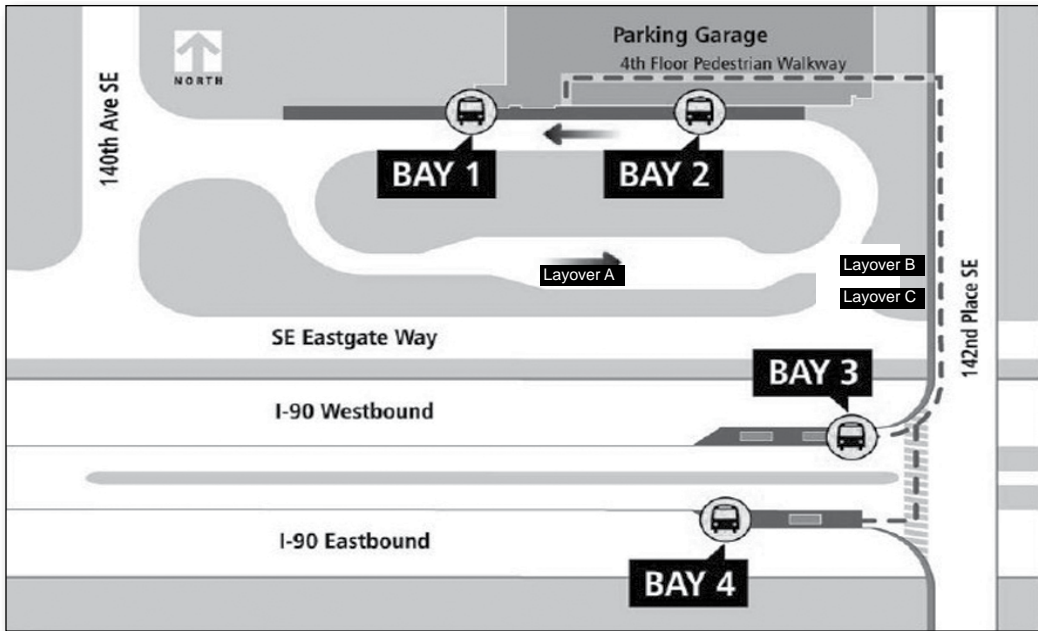 Parking Garage
4th Floor Pedestrian Walkway
NORTH
140th Ave SE
BAY 1
BAY 2
Layover A
Layover B
Layover C
142nd Place SE
SE Eastgate Way
BAY 3
I-90 Westbound
I-90 Eastbound
BAY 4